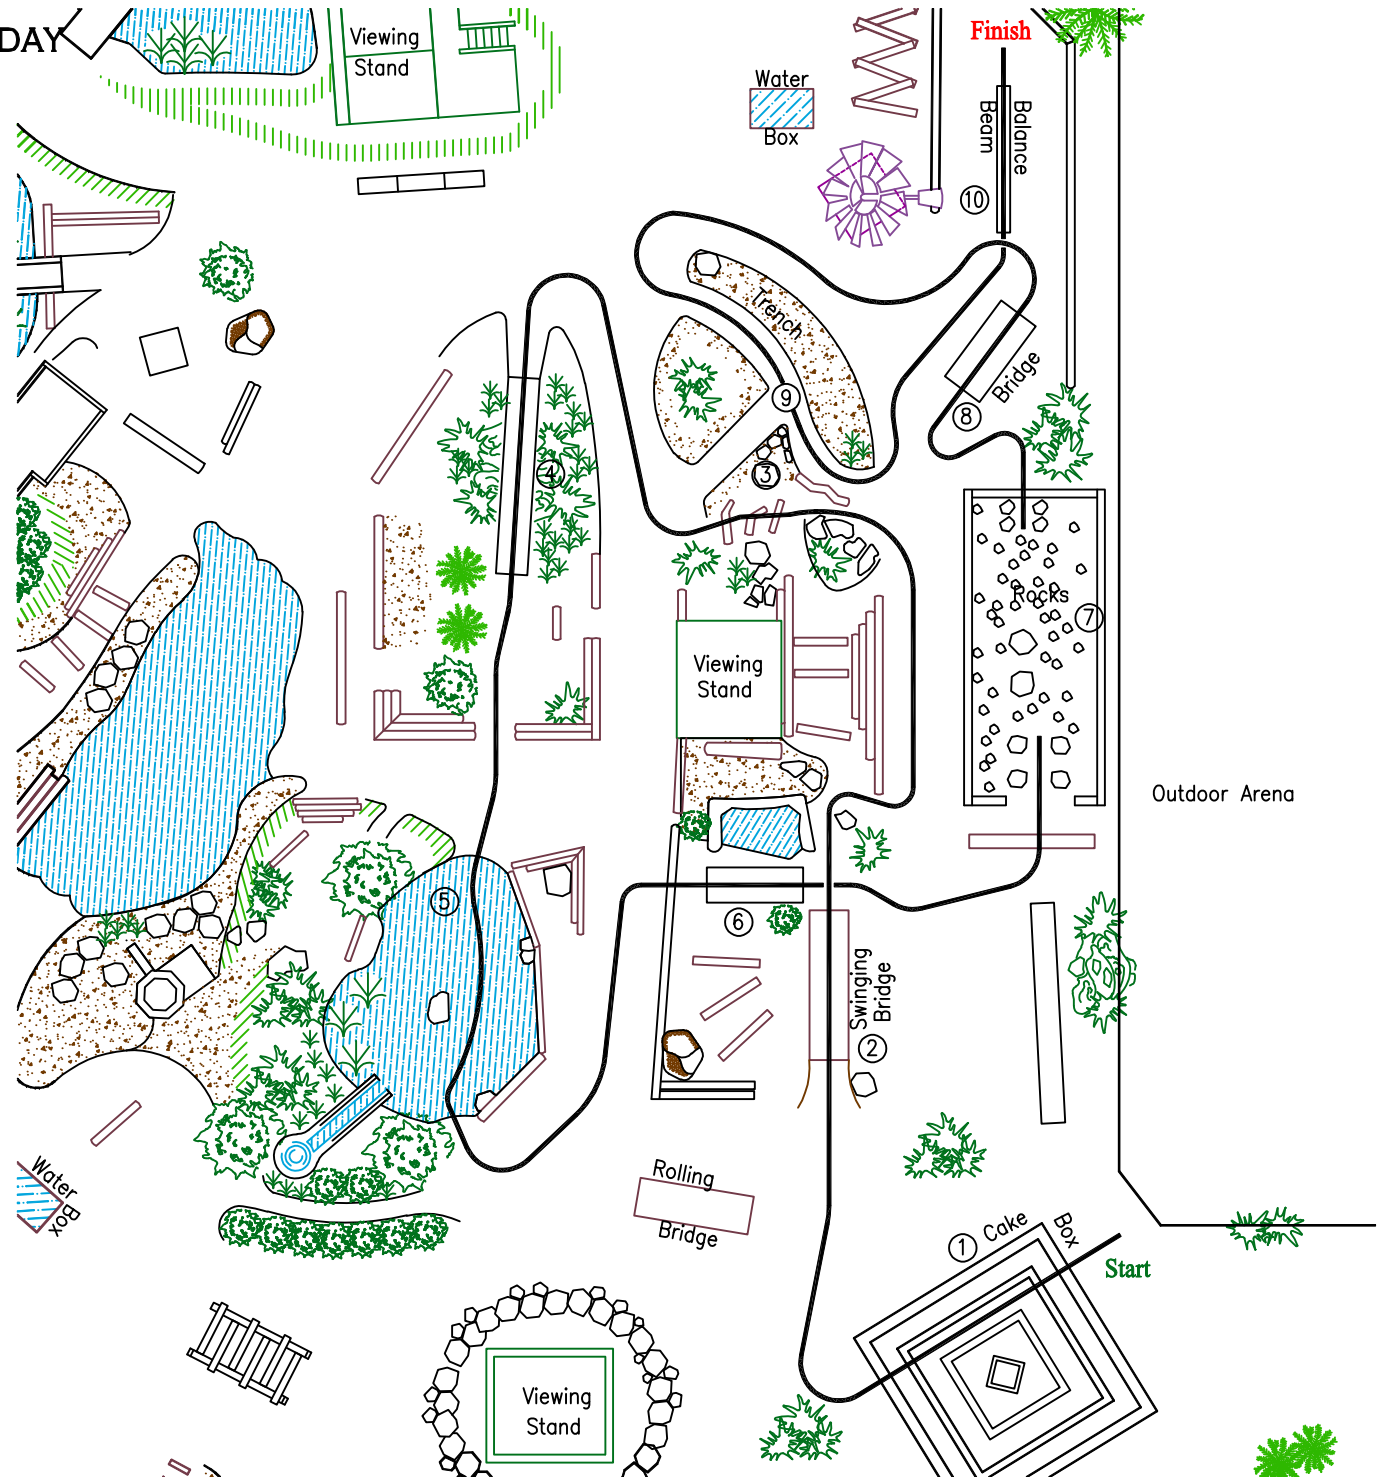 DAY
Viewing
Stand
Finish
Water
Box
Balance
Beam
10
Trench
Bridge
9
8
3
4
Rocks
7
Viewing
Stand
Outdoor Arena
5
6
Swinging
Bridge
2
Water
Box
Rolling
Bridge
1
Cake
Box
Start
Viewing
Stand